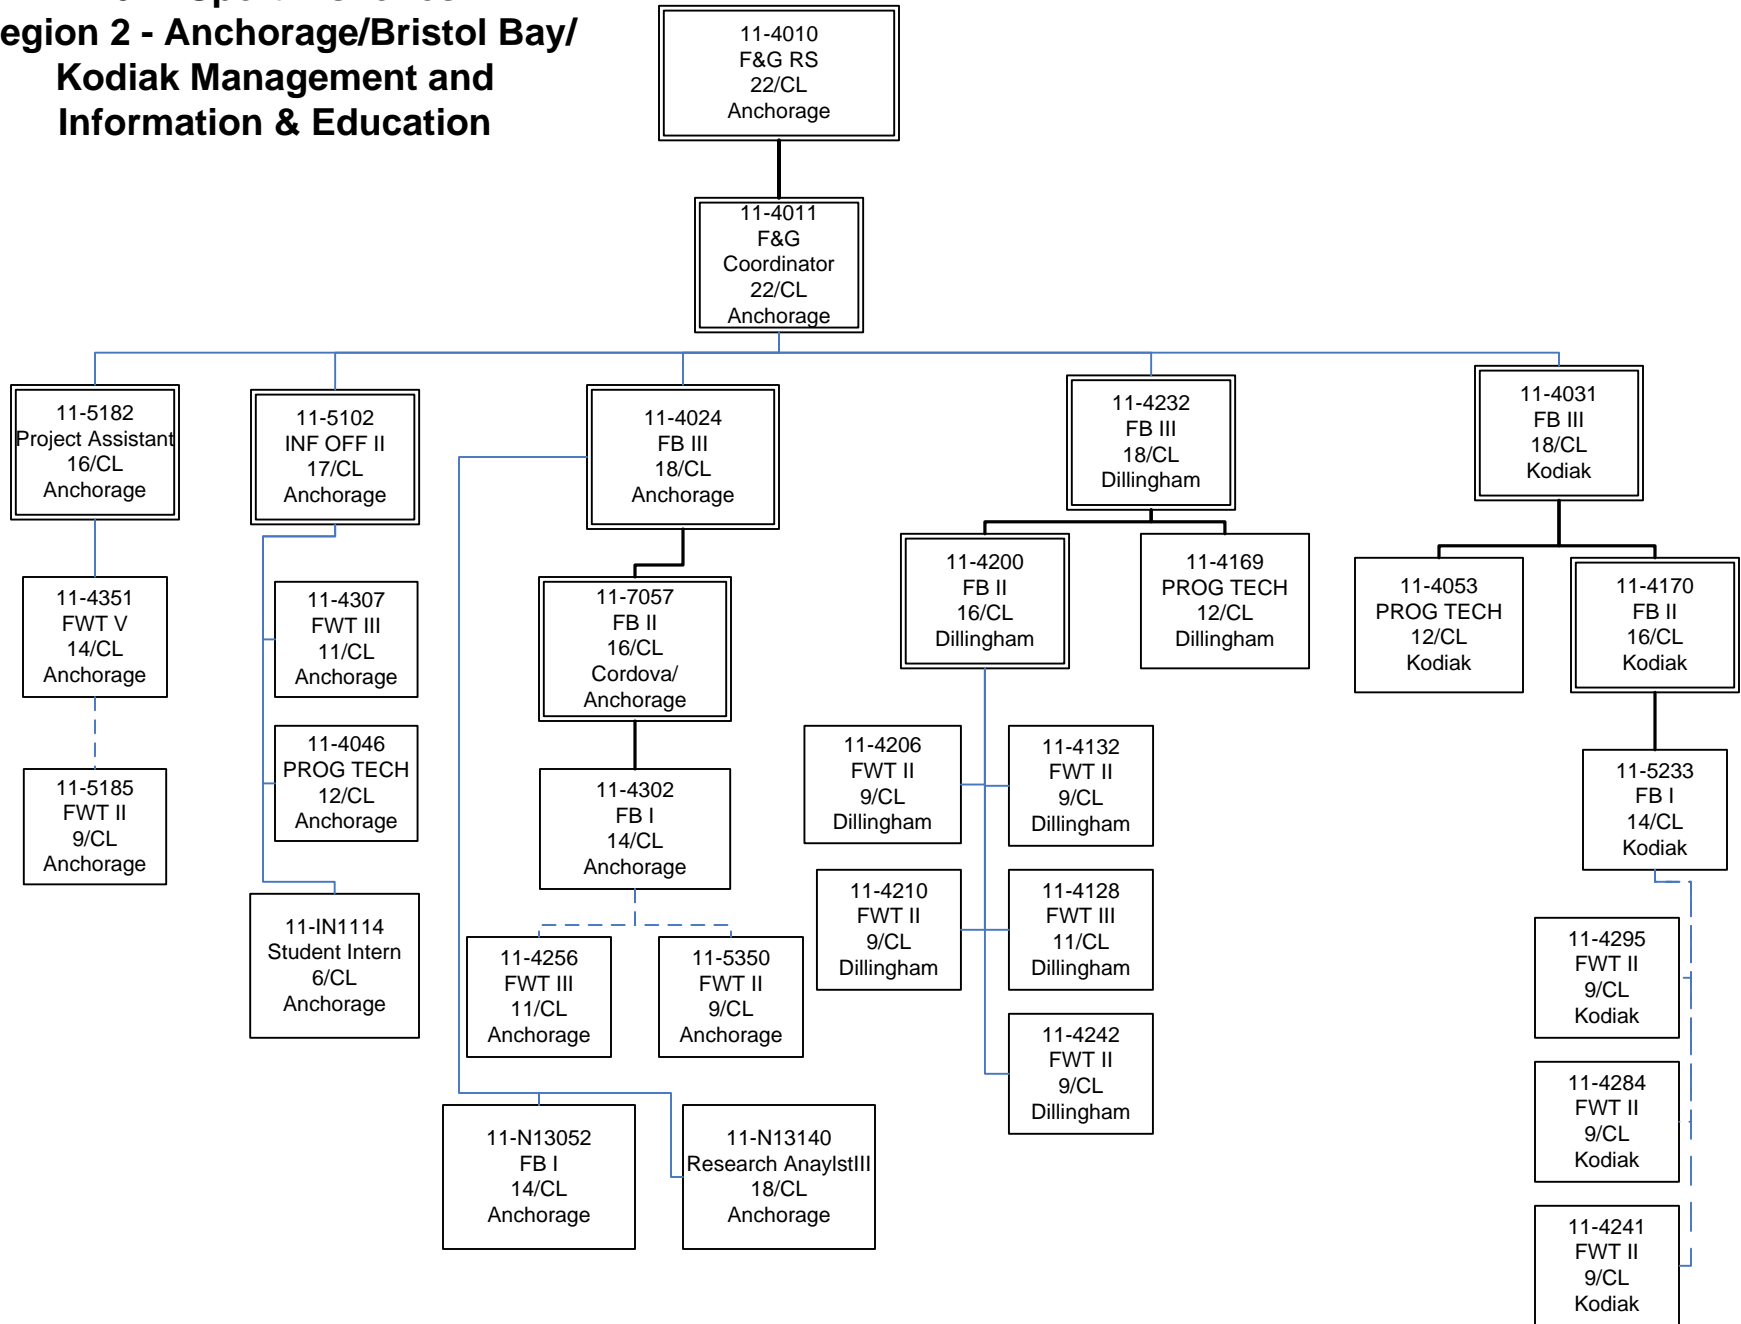 egion 2 - Anchorage/Bristol Bay/
Kodiak Management and
Information & Education
11-4010
F&G RS
22/CL
Anchorage
11-4011
F&G
Coordinator
22/CL
Anchorage
11-5182
Project Assistant
16/CL
Anchorage
11-5102
INF OFF II
17/CL
Anchorage
11-4024
FB III
18/CL
Anchorage
11-4232
FB III
18/CL
Dillingham
11-4031
FB III
18/CL
Kodiak
11-4351
FWT V
14/CL
Anchorage
11-4307
FWT III
11/CL
Anchorage
11-7057
FB II
16/CL
Cordova/
Anchorage
11-4200
FB II
16/CL
Dillingham
11-4169
PROG TECH
12/CL
Dillingham
11-4053
PROG TECH
12/CL
Kodiak
11-4170
FB II
16/CL
Kodiak
11-5185
FWT II
9/CL
Anchorage
11-4046
PROG TECH
12/CL
Anchorage
11-4302
FB I
14/CL
Anchorage
11-4206
FWT II
9/CL
Dillingham
11-4132
FWT II
9/CL
Dillingham
11-5233
FB I
14/CL
Kodiak
11-IN1114
Student Intern
6/CL
Anchorage
11-4256
FWT III
11/CL
Anchorage
11-5350
FWT II
9/CL
Anchorage
11-4210
FWT II
9/CL
Dillingham
11-4128
FWT III
11/CL
Dillingham
11-4295
FWT II
9/CL
Kodiak
11-4242
FWT II
9/CL
Dillingham
11-4284
FWT II
9/CL
Kodiak
11-N13052
FB I
14/CL
Anchorage
11-N13140
Research AnaylstIII
18/CL
Anchorage
11-4241
FWT II
9/CL
Kodiak